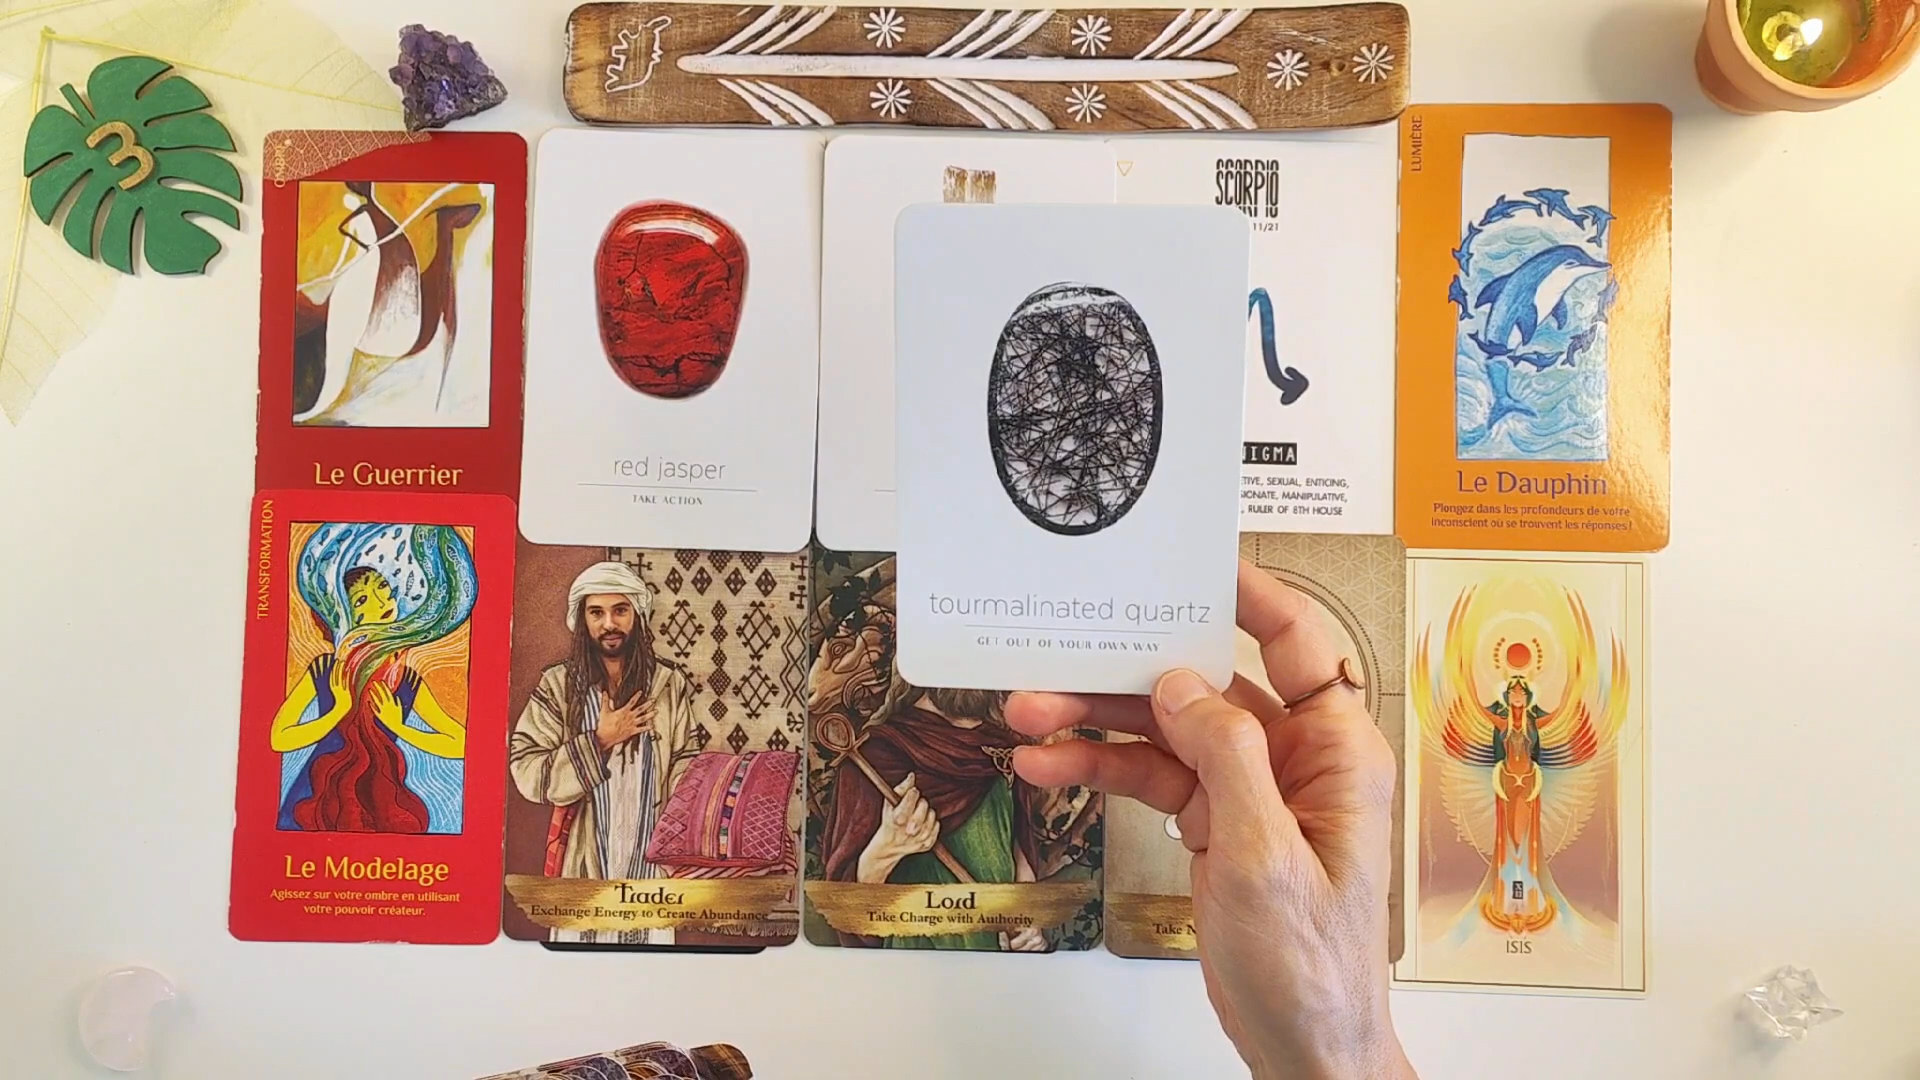 3
OMBRE
Le Guerrier
red jasper
TAKE ACTION
SCORPIO
11/21
IGMA
SEXUAL, ENTICING,
MANIPULATIVE,
RULER OF 8TH HOUSE
LUMIÈRE
Le Dauphin
Plongez dans les profondeurs de votre
inconscient où se trouvent les réponses !
tourmalinated quartz
GET OUT OF YOUR OWN WAY
TRANSFORMATION
Le Modelage
Agissez sur votre ombre en utilisant
votre pouvoir créateur.
Trader
Exchange Energy to Create Abundance
Lord
Take Charge with Authority
Take
ISIS